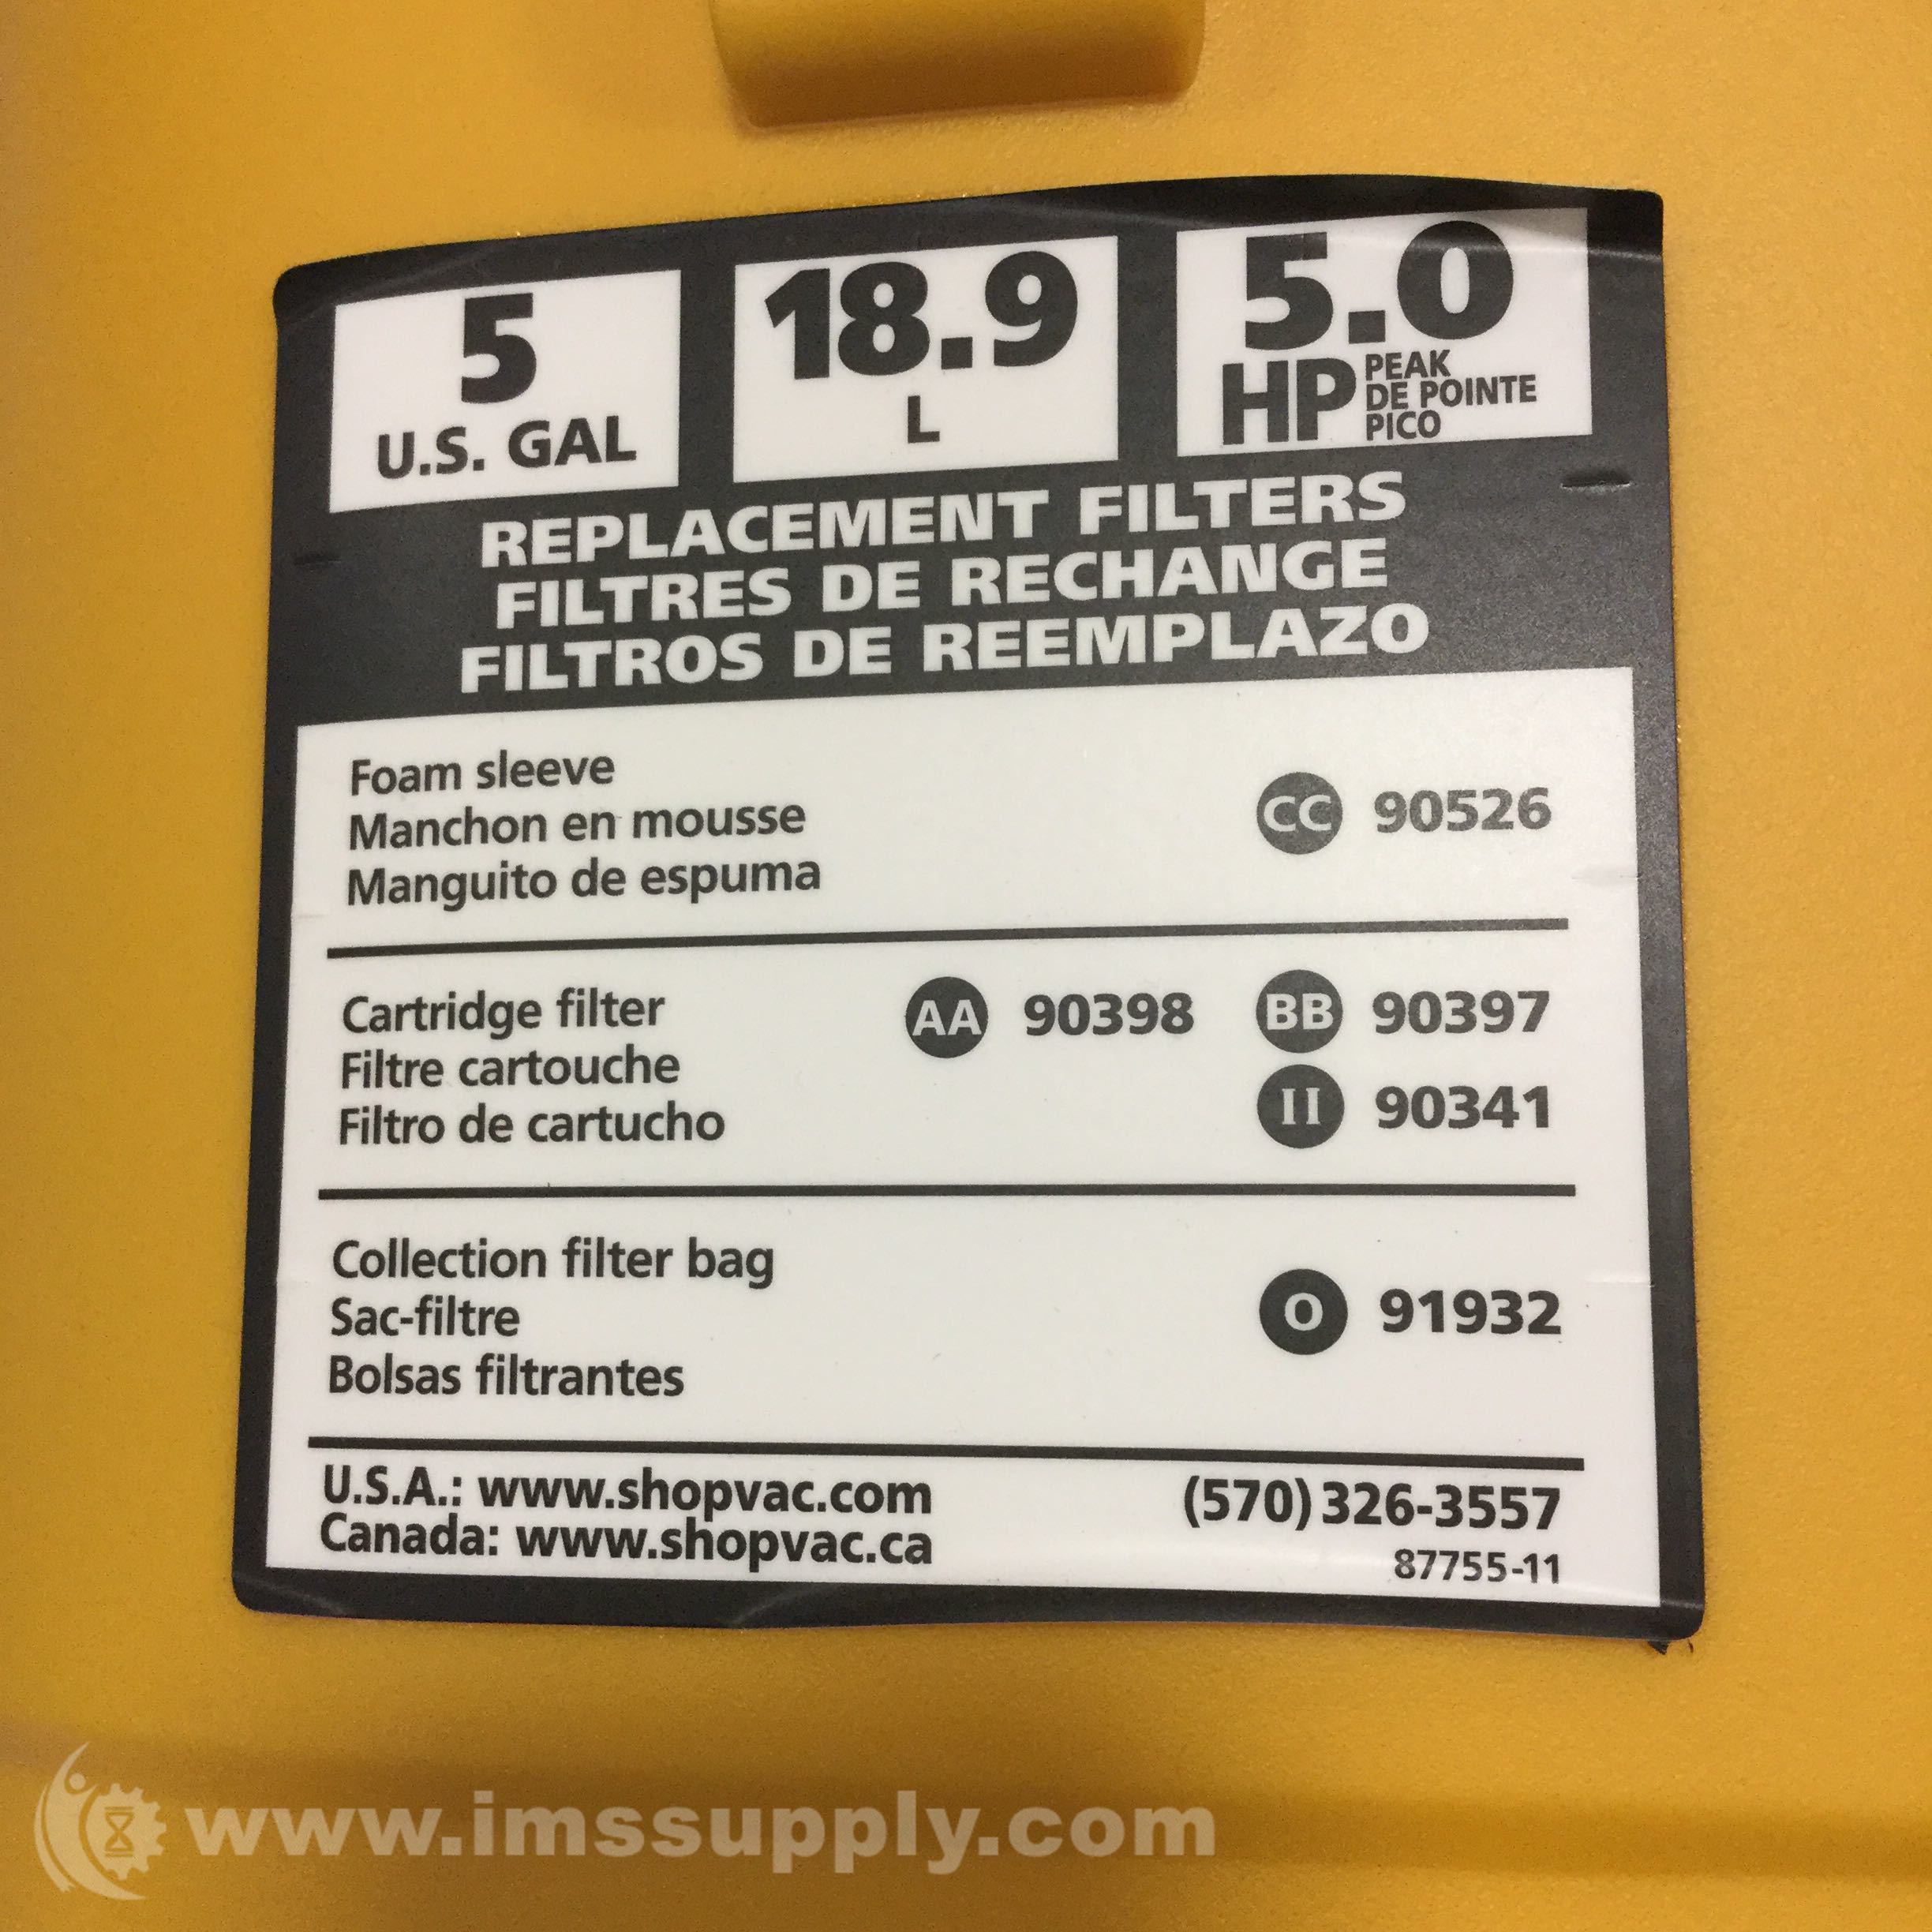 5
U.S. GAL
18.9
L
5.0
HP PEAK
DE POINTE
PICO
REPLACEMENT FILTERS
FILTRES DE RECHANGE
FILTROS DE REEMPLAZO
Foam sleeve
Manchon en mousse
Manguito de espuma
CC 90526
Cartridge filter
Filtre cartouche
Filtro de cartucho
AA 90398 BB 90397
II 90341
Collection filter bag
Sac-filtre
Bolsas filtrantes
O 91932
U.S.A.: www.shopvac.com
Canada: www.shopvac.ca
(570) 326-3557
87755-11
www.imssupply.com